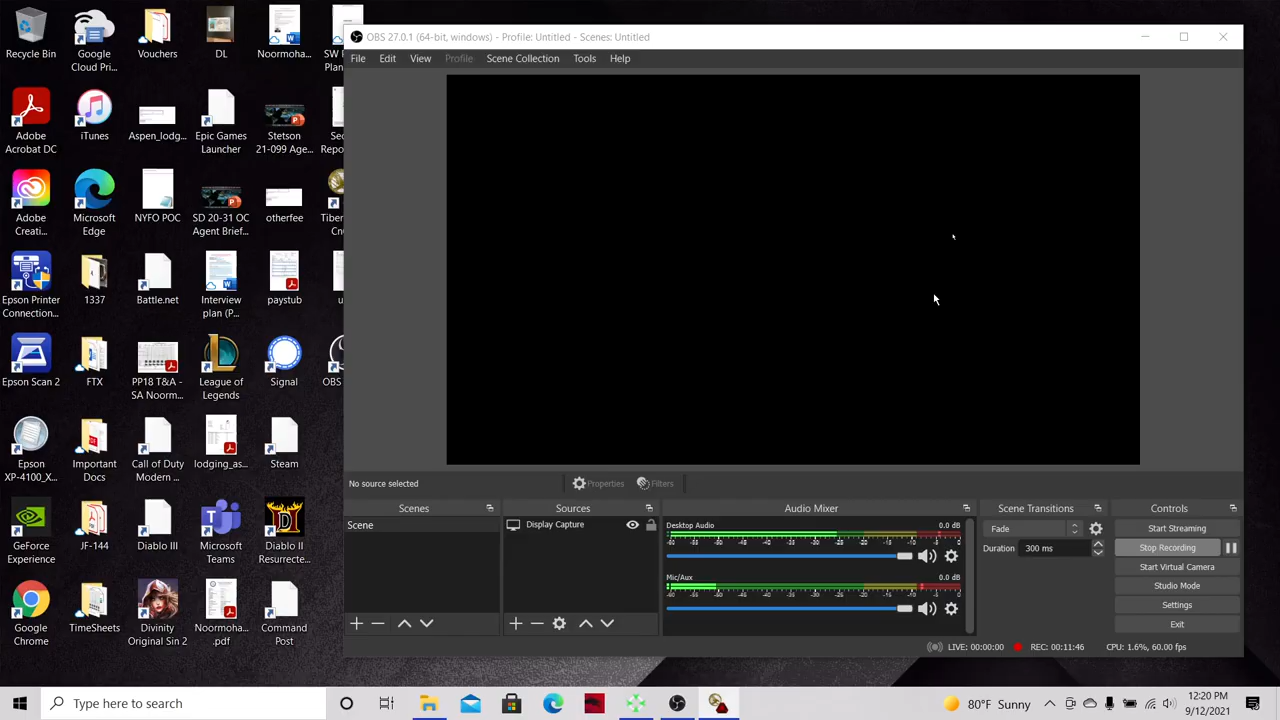 Recycle Bin
Google
Cloud Pri...
Vouchers
DL
Noormoha...
SW F
Plan
OBS 27.0.1 (64-bit, windows) - Profile: Untitled - Scenes: Untitled
File Edit View Profile Scene Collection Tools Help
Adobe
Acrobat DC
iTunes
Aspen_lodg...
Epic Games
Launcher
Stetson
21-099 Age...
Sec
Repo
Adobe
Creati...
Microsoft
Edge
NYFO POC
SD 20-31 OC
Agent Brief...
otherfee
Tiber
Cnu
Epson Printer
Connection...
1337
Battle.net
Interview
plan (P...
paystub
u
Epson Scan 2
FTX
PP18 T&A -
SA Noorm...
League of
Legends
Signal
OBS
Epson
XP-4100_X...
Important
Docs
Call of Duty
Modern ...
lodging_as...
Steam
GeForce
Experience
JF-144
Diablo III
Microsoft
Teams
Diablo II
Resurrecte...
Google
Chrome
TimeSheets
Divinity
Original Sin 2
Noormoha...
.pdf
Command
Post
No source selected
Properties
Filters
Scenes
Scene
Sources
Display Capture
Audio Mixer
Desktop Audio 0.0 dB
Mic/Aux 0.0 dB
Scene Transitions
Fade
Duration 300 ms
Controls
Start Streaming
Stop Recording
Start Virtual Camera
Studio Mode
Settings
Exit
LIVE: 00:00:00 REC: 00:11:46 CPU: 1.6%, 60.00 fps
Type here to search
80°F Sunny
12:20 PM
9/12/2021